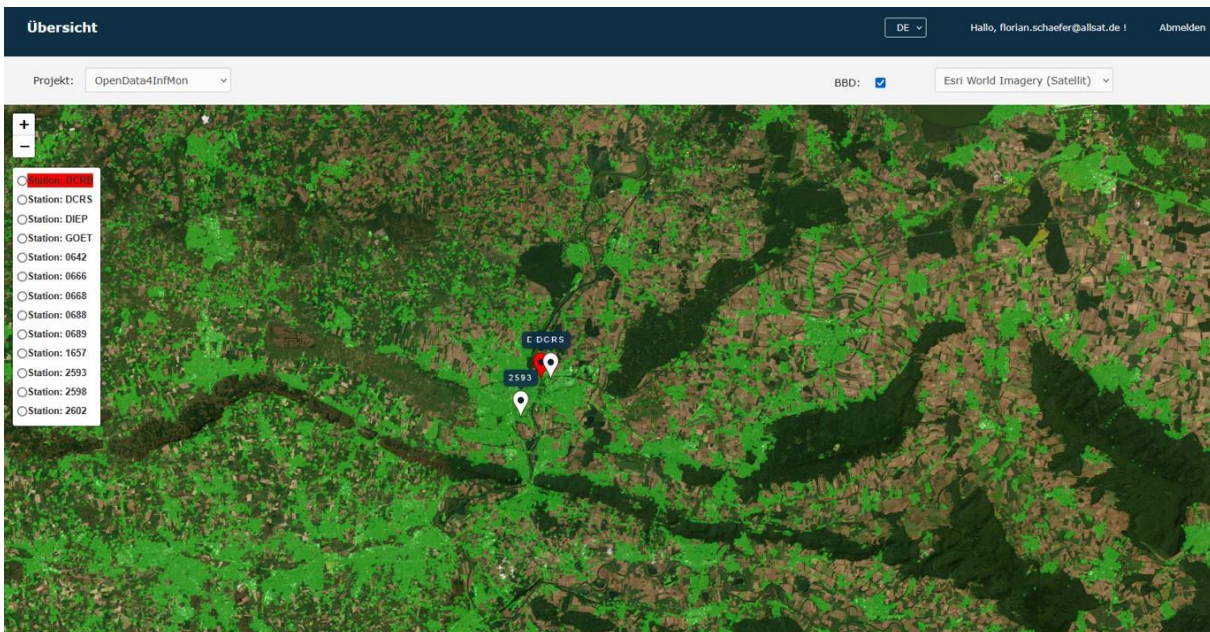 Übersicht
DE
Hallo, florian.schaefer@allsat.de !
Abmelden
Projekt:
OpenData4InfMon
BBD:
Esri World Imagery (Satellit)
+
−
Station: DCRB
Station: DCRS
Station: DIEP
Station: GOET
Station: 0642
Station: 0666
Station: 0668
Station: 0688
Station: 0689
Station: 1657
Station: 2593
Station: 2598
Station: 2602
DCRS
2593